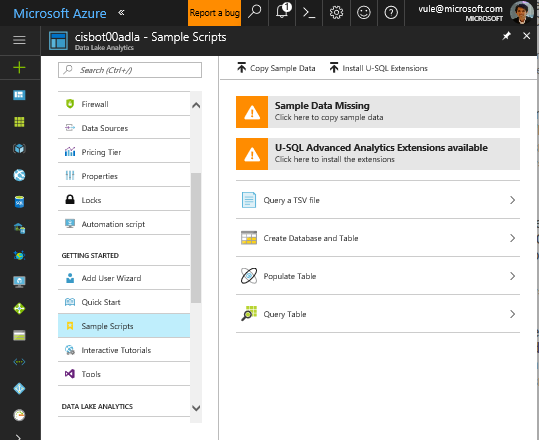 Microsoft Azure «
Report a bug
1
vule@microsoft.com
MICROSOFT
cisbot00adla - Sample Scripts
Data Lake Analytics
Search (Ctrl+/)
Firewall
Data Sources
Pricing Tier
Properties
Locks
Automation script
GETTING STARTED
Add User Wizard
Quick Start
Sample Scripts
Interactive Tutorials
Tools
DATA LAKE ANALYTICS
Copy Sample Data
Install U-SQL Extensions
Sample Data Missing
Click here to copy sample data
U-SQL Advanced Analytics Extensions available
Click here to install the extensions
Query a TSV file
Create Database and Table
Populate Table
Query Table